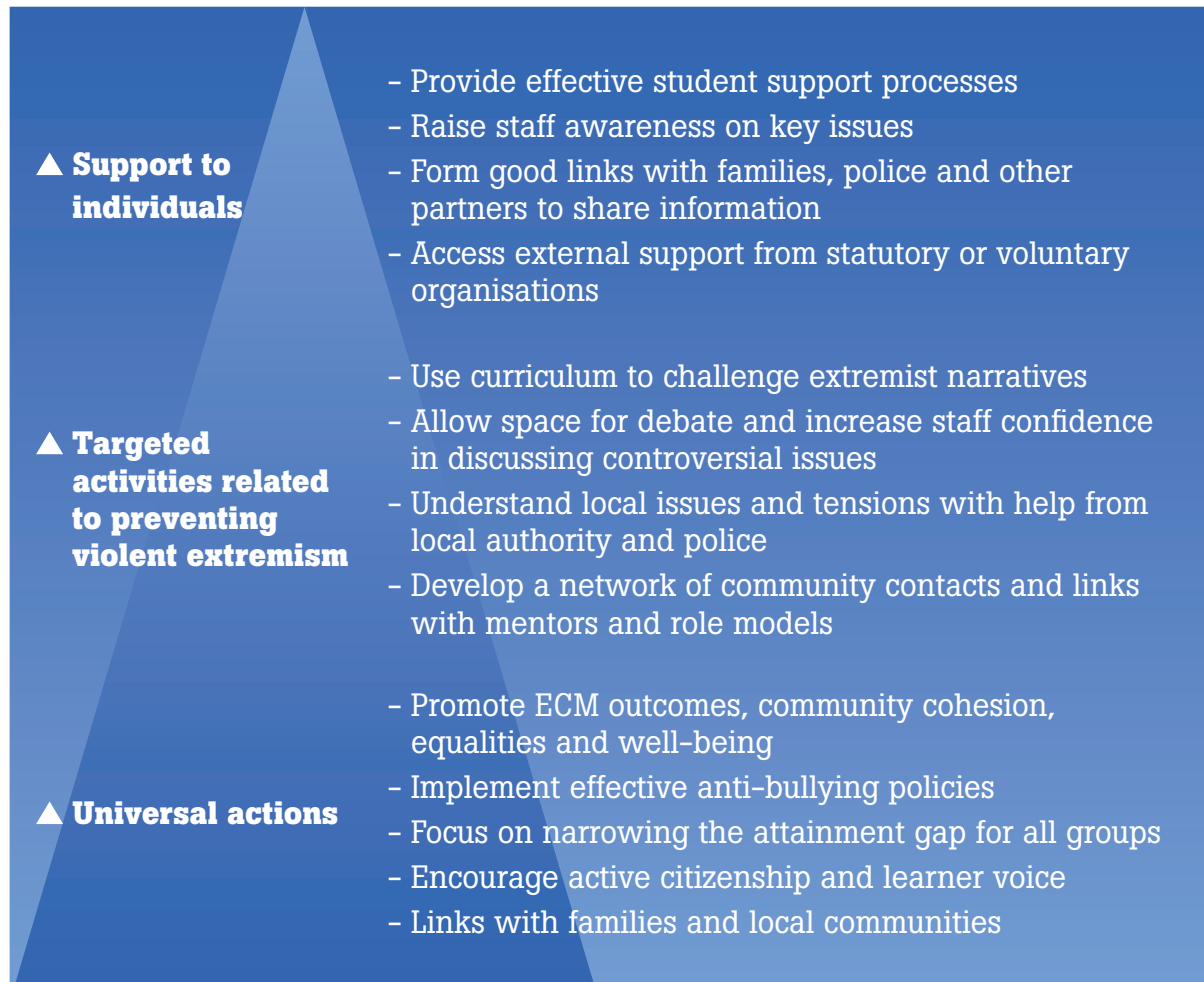 ▲ Support to
individuals
– Provide effective student support processes
– Raise staff awareness on key issues
– Form good links with families, police and other
partners to share information
– Access external support from statutory or voluntary
organisations
▲ Targeted
activities related
to preventing
violent extremism
– Use curriculum to challenge extremist narratives
– Allow space for debate and increase staff confidence
in discussing controversial issues
– Understand local issues and tensions with help from
local authority and police
– Develop a network of community contacts and links
with mentors and role models
▲ Universal actions
– Promote ECM outcomes, community cohesion,
equalities and well-being
– Implement effective anti-bullying policies
– Focus on narrowing the attainment gap for all groups
– Encourage active citizenship and learner voice
– Links with families and local communities